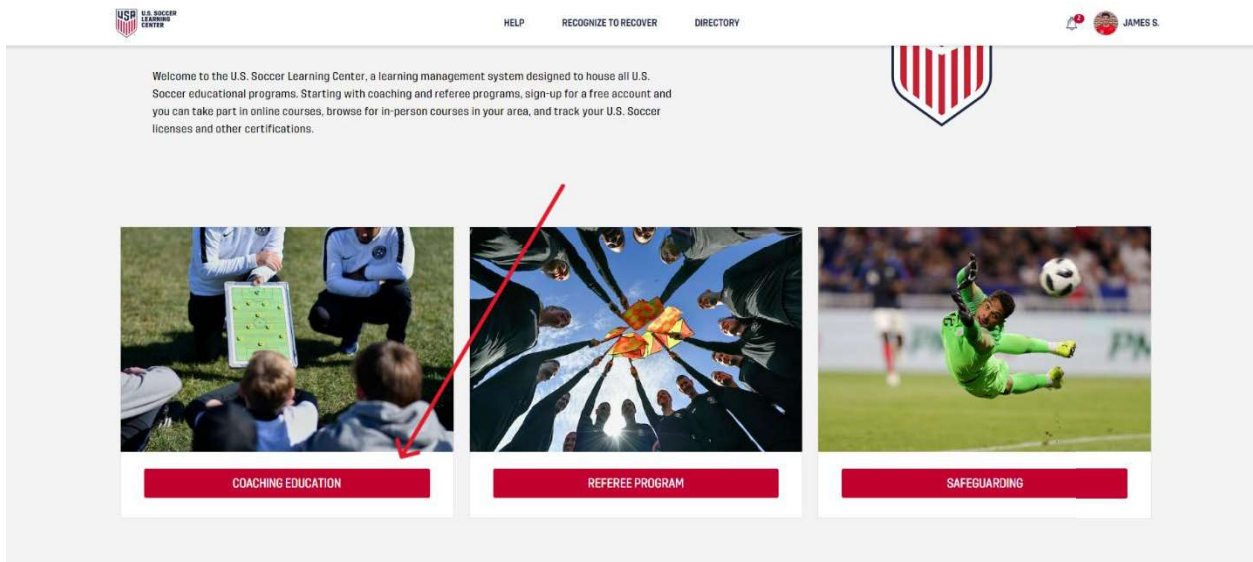 U.S. SOCCER
LEARNING
CENTER
HELP
RECOGNIZE TO RECOVER
DIRECTORY
JAMES S.
Welcome to the U.S. Soccer Learning Center, a learning management system designed to house all U.S.
Soccer educational programs. Starting with coaching and referee programs, sign-up for a free account and
you can take part in online courses, browse for in-person courses in your area, and track your U.S. Soccer
licenses and other certifications.
COACHING EDUCATION
REFEREE PROGRAM
SAFEGUARDING